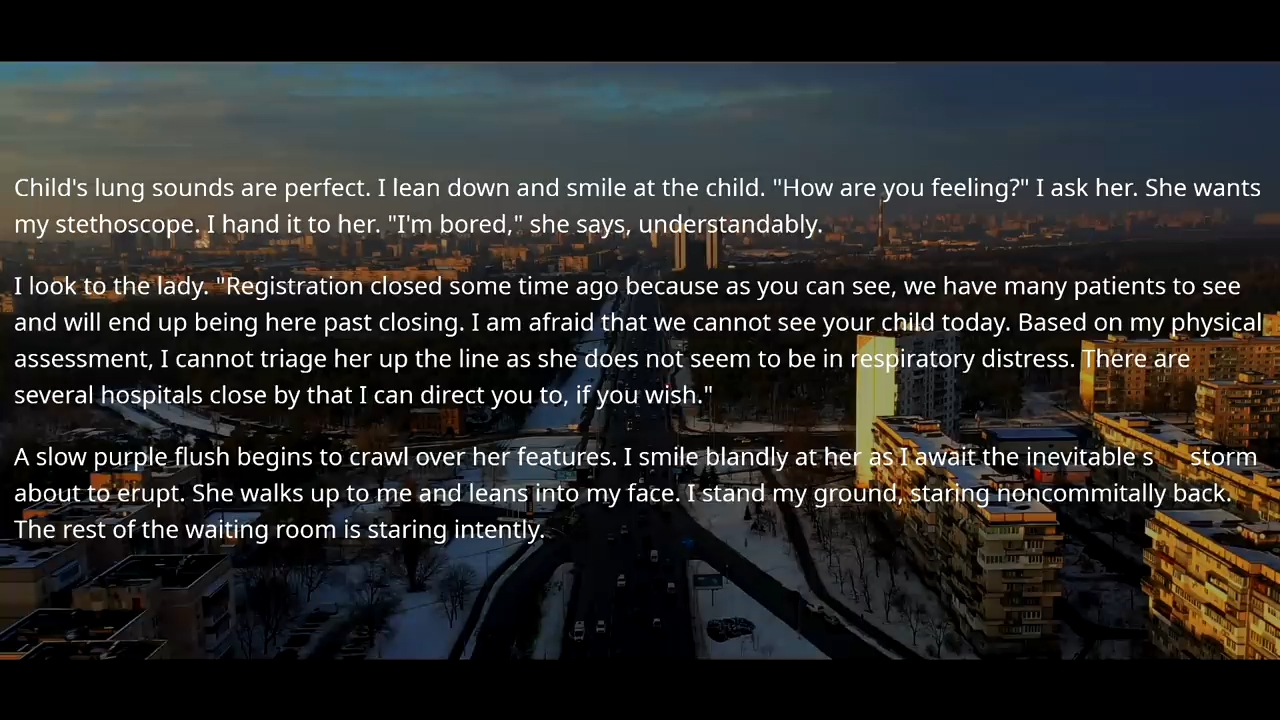 Child's lung sounds are perfect. I lean down and smile at the child. "How are you feeling?" I ask her. She wants
my stethoscope. I hand it to her. "I'm bored," she says, understandably.
I look to the lady. "Registration closed some time ago because as you can see, we have many patients to see
and will end up being here past closing. I am afraid that we cannot see your child today. Based on my physical
assessment, I cannot triage her up the line as she does not seem to be in respiratory distress. There are
several hospitals close by that I can direct you to, if you wish."
A slow purple flush begins to crawl over her features. I smile blandly at her as I await the inevitable s storm
about to erupt. She walks up to me and leans into my face. I stand my ground, staring noncommitally back.
The rest of the waiting room is staring intently.